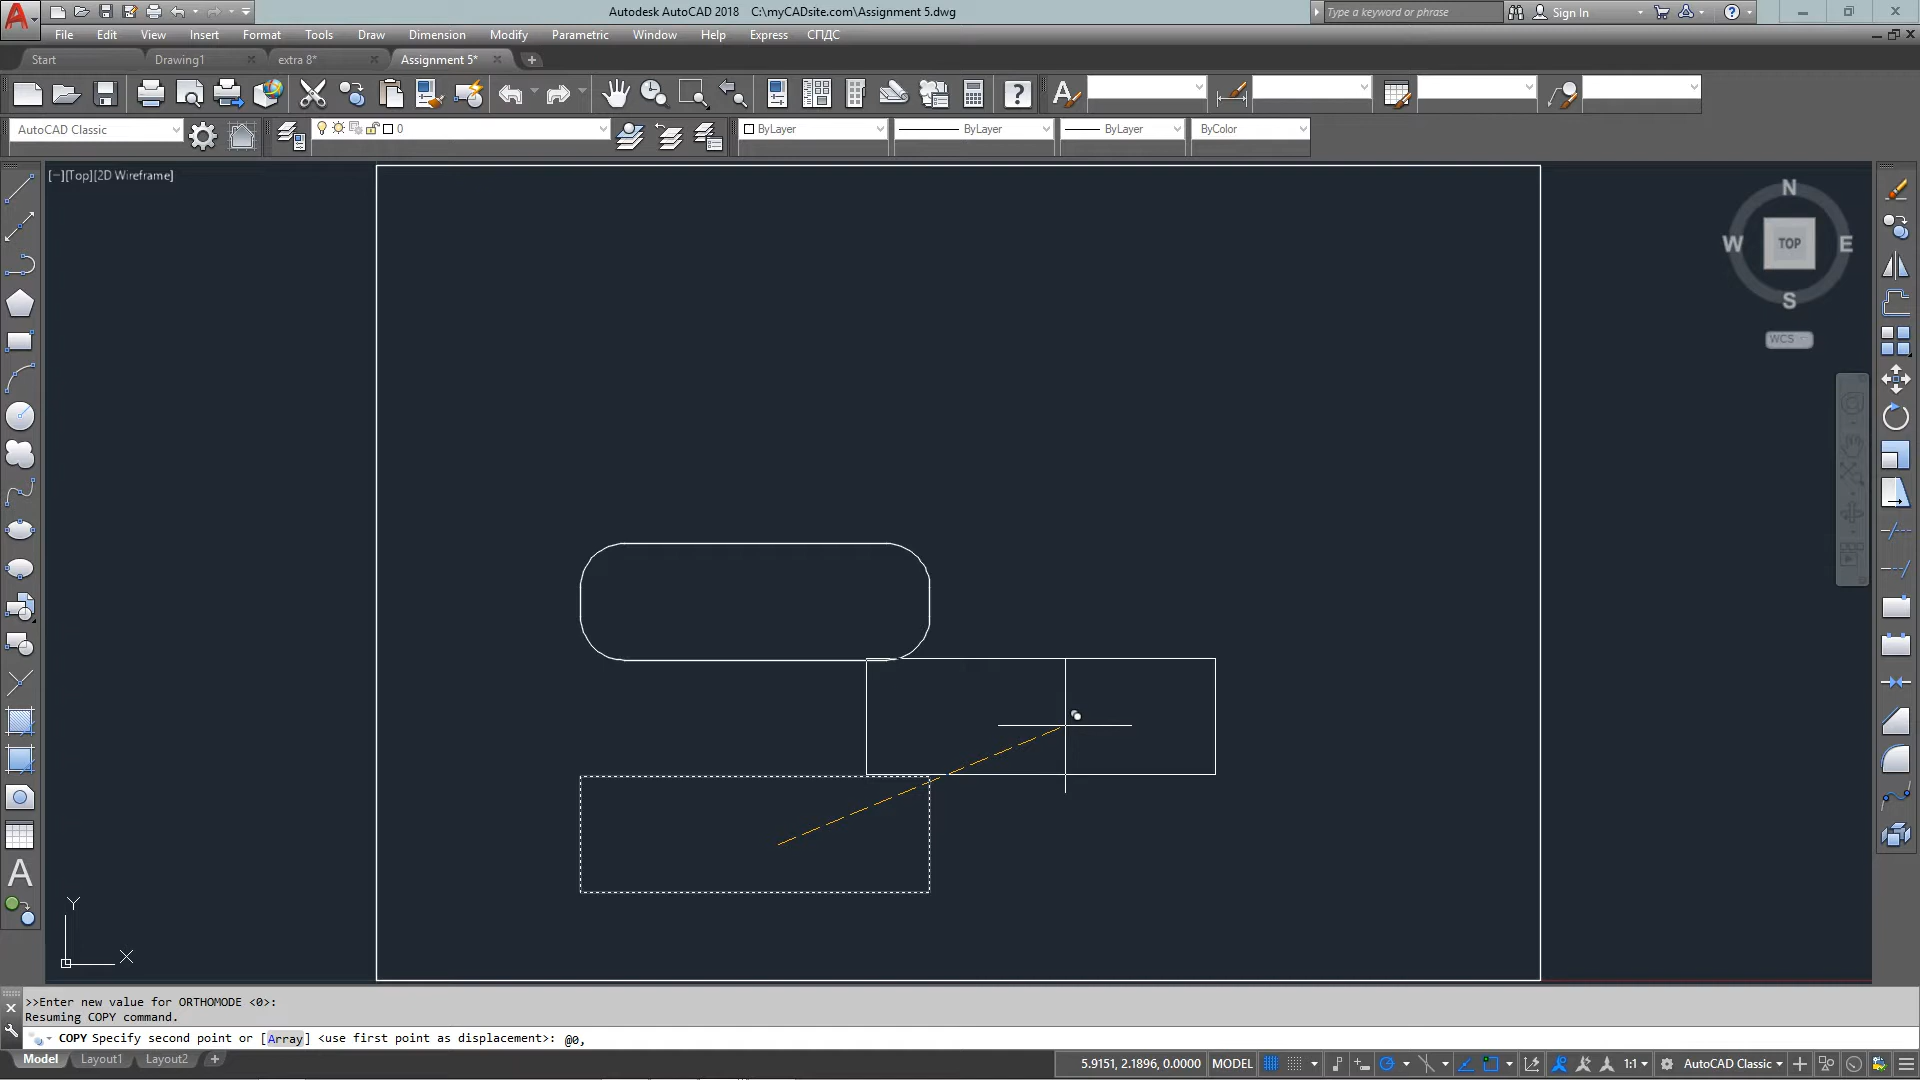 Autodesk AutoCAD 2018 C:\myCADsite.com\Assignment 5.dwg
Type a keyword or phrase
Sign In
File Edit View Insert Format Tools Draw Dimension Modify Parametric Window Help Express СПДС
Start Drawing1 extra 8* Assignment 5*
AutoCAD Classic 0 ByLayer ByLayer ByLayer ByColor
[−][Top][2D Wireframe]
N
W TOP E
S
WCS
Y
X
>>Enter new value for ORTHOMODE <0>:
Resuming COPY command.
COPY Specify second point or [Array] <use first point as displacement>: @0,
Model Layout1 Layout2 +
5.9151, 2.1896, 0.0000 MODEL 1:1 AutoCAD Classic